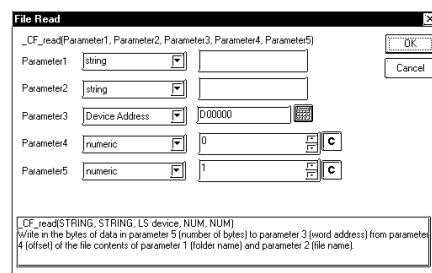 File Read
_CF_read(Parameter1, Parameter2, Parameter3, Parameter4, Parameter5)
OK
Cancel
Parameter1 string
Parameter2 string
Parameter3 Device Address D00000
Parameter4 numeric 0 C
Parameter5 numeric 1 C
_CF_read(STRING, STRING, LS device, NUM, NUM)
Write in the bytes of data in parameter 5 (number of bytes) to parameter 3 (word address) from parameter
4 (offset) of the file contents of parameter 1 (folder name) and parameter 2 (file name).